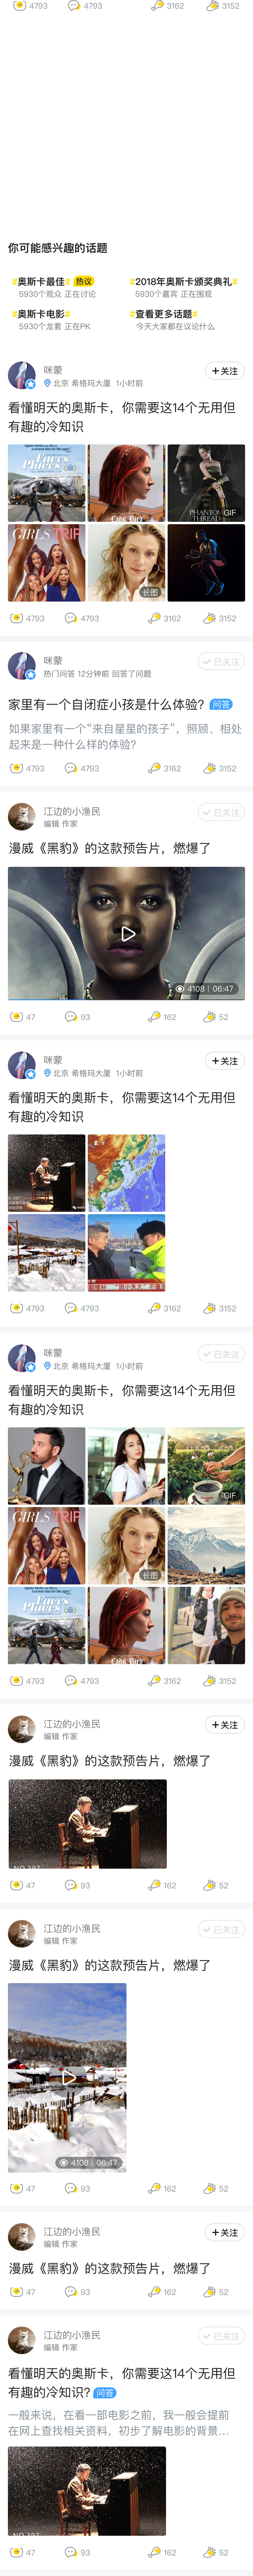 4793 4793 3162 3152
你可能感兴趣的话题
#奥斯卡最佳# 热议 #2018年奥斯卡颁奖典礼#
5930个观众 正在讨论 5930个嘉宾 正在围观
#奥斯卡电影# #查看更多话题#
5930个龙套 正在PK 今天大家都在议论什么
咪蒙
北京 希格玛大厦 1小时前
+关注
看懂明天的奥斯卡，你需要这14个无用但
有趣的冷知识
Faces Places
Lady Bird
PHANTOM
THREAD
GIF
GIRLS TRIP
长图
4793 4793 3162 3152
咪蒙
热门问答 12分钟前 回答了问题
已关注
家里有一个自闭症小孩是什么体验？ 问答
如果家里有一个“来自星星的孩子”，照顾、相处
起来是一种什么样的体验?
4793 4793 3162 3152
江边的小渔民
编辑 作家
已关注
漫威《黑豹》的这款预告片，燃爆了
4108 | 06:47
47 93 162 52
咪蒙
北京 希格玛大厦 1小时前
+关注
看懂明天的奥斯卡，你需要这14个无用但
有趣的冷知识
4793 4793 3162 3152
咪蒙
北京 希格玛大厦 1小时前
已关注
看懂明天的奥斯卡，你需要这14个无用但
有趣的冷知识
GIF
GIRLS TRIP
长图
Faces Places
Lady Bird
4793 4793 3162 3152
江边的小渔民
编辑 作家
+关注
漫威《黑豹》的这款预告片，燃爆了
NO.397
47 93 162 52
江边的小渔民
编辑 作家
已关注
漫威《黑豹》的这款预告片，燃爆了
4108 | 06:47
47 93 162 52
江边的小渔民
编辑 作家
+关注
漫威《黑豹》的这款预告片，燃爆了
47 93 162 52
江边的小渔民
编辑 作家
已关注
看懂明天的奥斯卡，你需要这14个无用但
有趣的冷知识? 问答
一般来说，在看一部电影之前，我一般会提前
在网上查找相关资料，初步了解电影的背景...
NO.397
47 93 162 52